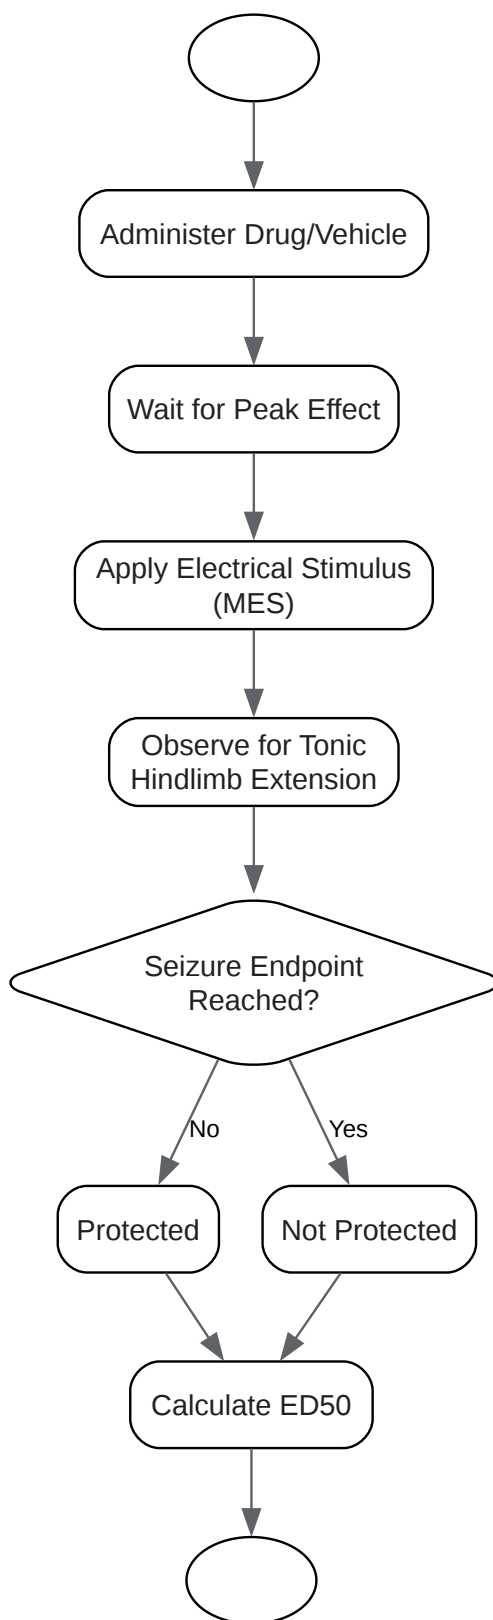 Administer Drug/Vehicle
Wait for Peak Effect
Apply Electrical Stimulus
(MES)
Observe for Tonic
Hindlimb Extension
Seizure Endpoint
Reached?
No
Yes
Protected
Not Protected
Calculate ED50